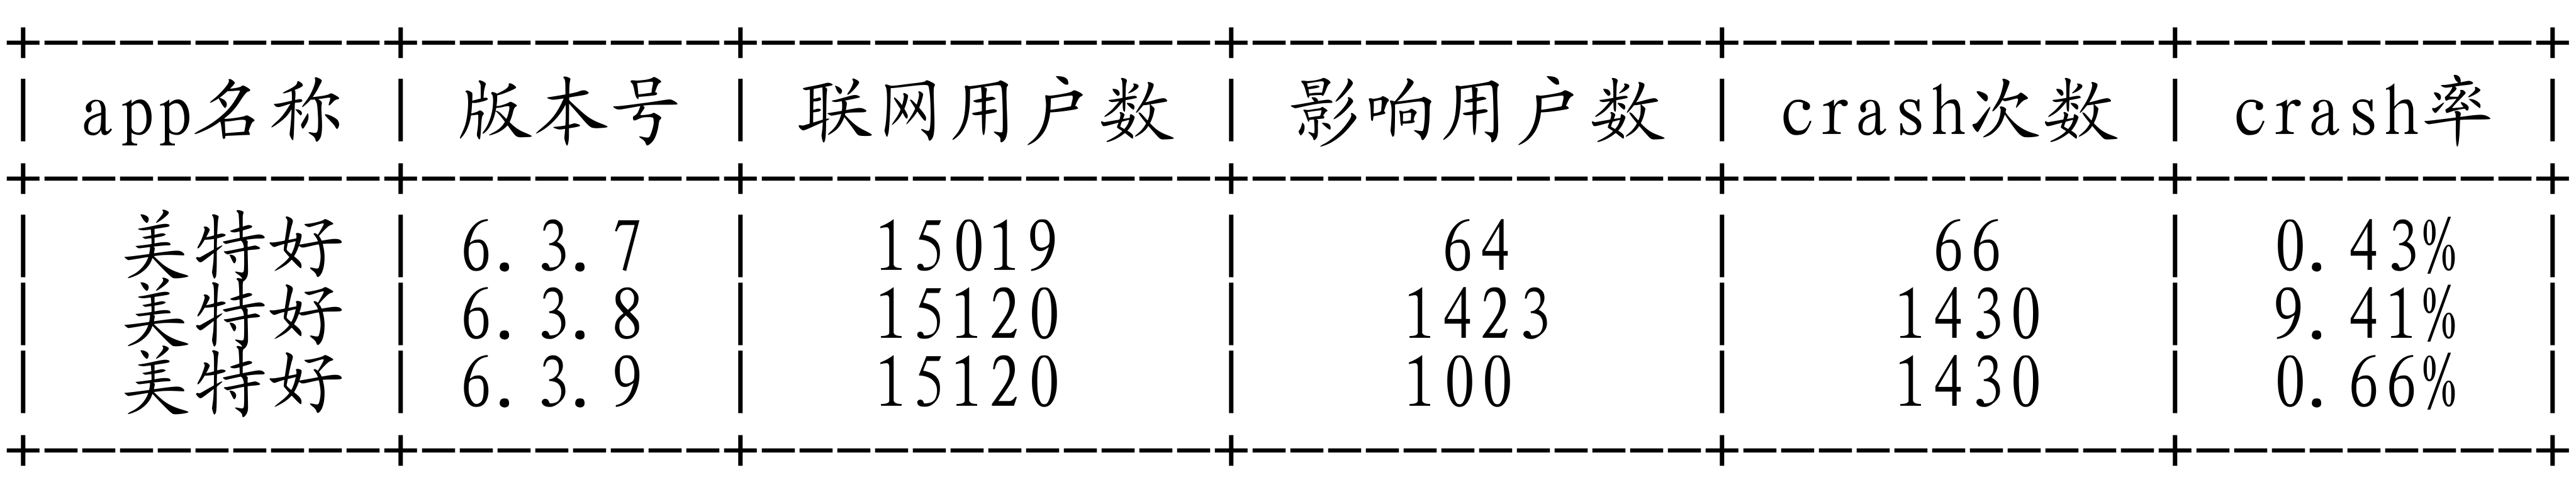 app名称 版本号 联网用户数 影响用户数 crash次数 crash率
美特好 6.3.7 15019 64 66 0.43%
美特好 6.3.8 15120 1423 1430 9.41%
美特好 6.3.9 15120 100 1430 0.66%